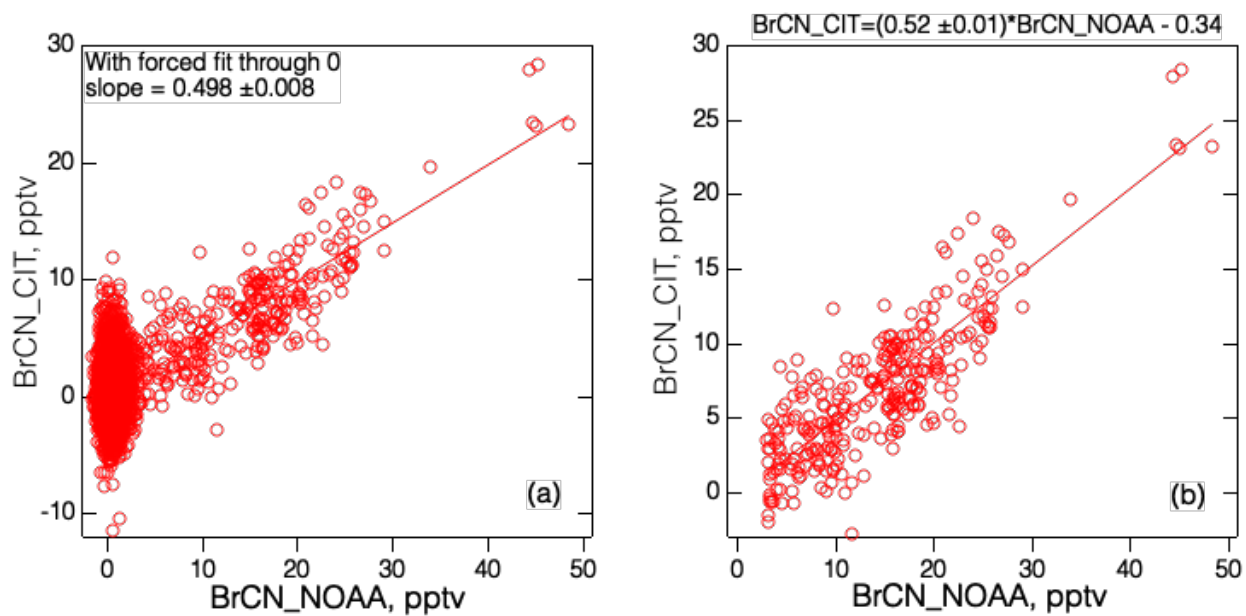 With forced fit through 0
slope = 0.498 ±0.008
30
20
10
0
-10
BrCN_CIT, pptv
(a)
0 10 20 30 40 50
BrCN_NOAA, pptv
BrCN_CIT=(0.52 ±0.01)*BrCN_NOAA - 0.34
30
25
20
15
10
5
0
BrCN_CIT, pptv
(b)
0 10 20 30 40 50
BrCN_NOAA, pptv